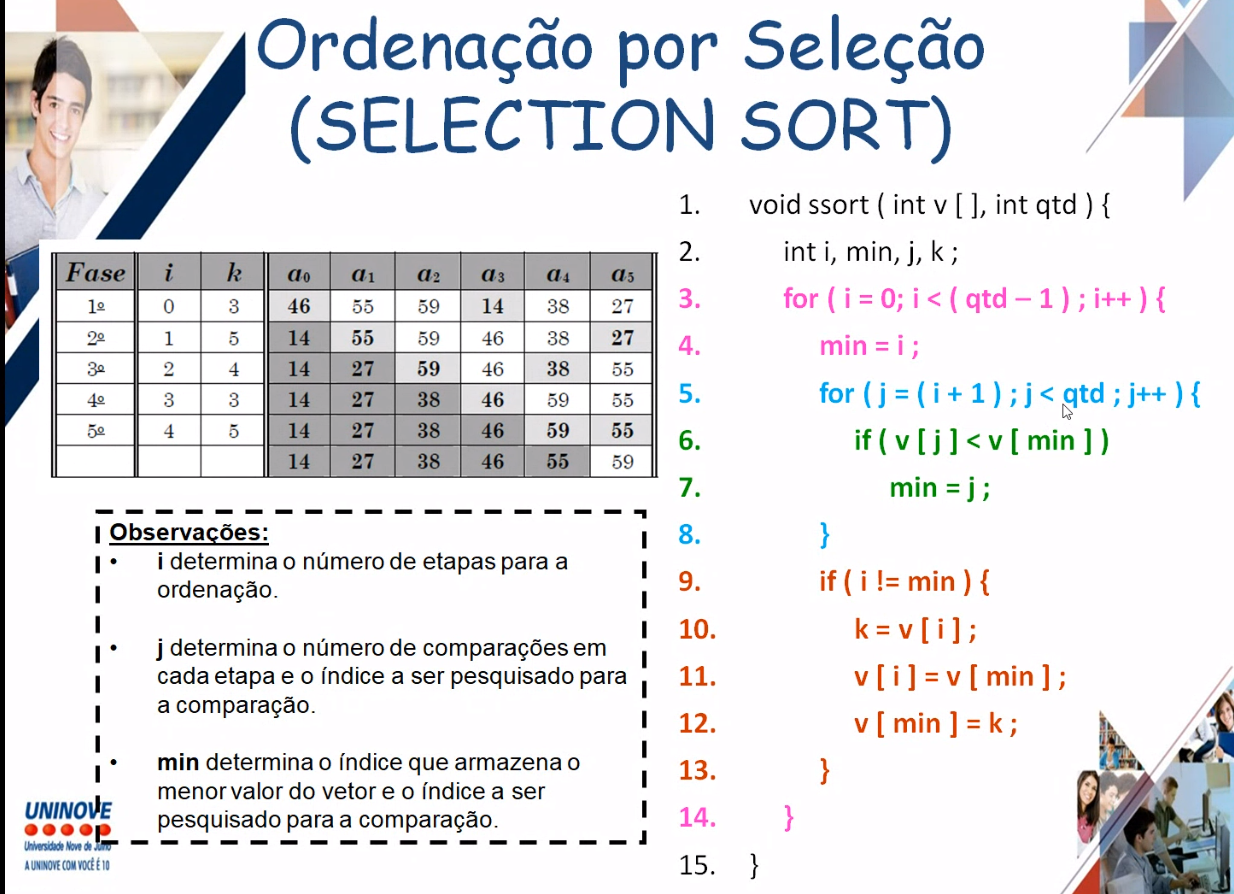 Ordenação por Seleção
(SELECTION SORT)
Fase i k a₀ a₁ a₂ a₃ a₄ a₅
1º 0 3 46 55 59 14 38 27
2º 1 5 14 55 59 46 38 27
3º 2 4 14 27 59 46 38 55
4º 3 3 14 27 38 46 59 55
5º 4 5 14 27 38 46 59 55
14 27 38 46 55 59
Observações:
• i determina o número de etapas para a
ordenação.
• j determina o número de comparações em
cada etapa e o índice a ser pesquisado para
a comparação.
• min determina o índice que armazena o
menor valor do vetor e o índice a ser
pesquisado para a comparação.
UNINOVE
Universidade Nove de Julho
A UNINOVE COM VOCÊ É 10
1. void ssort ( int v [ ], int qtd ) {
2. int i, min, j, k ;
3. for ( i = 0; i < ( qtd – 1 ) ; i++ ) {
4. min = i ;
5. for ( j = ( i + 1 ) ; j < qtd ; j++ ) {
6. if ( v [ j ] < v [ min ] )
7. min = j ;
8. }
9. if ( i != min ) {
10. k = v [ i ] ;
11. v [ i ] = v [ min ] ;
12. v [ min ] = k ;
13. }
14. }
15. }